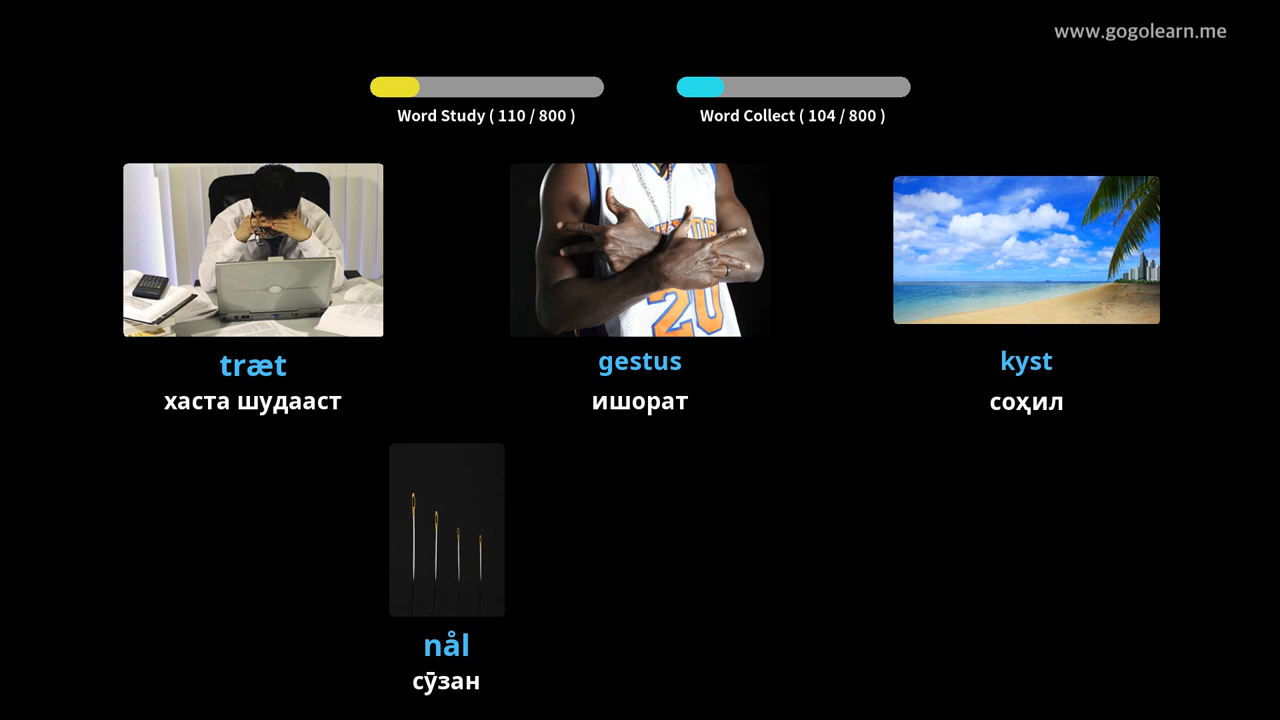 www.gogolearn.me
Word Study ( 110 / 800 )
Word Collect ( 104 / 800 )
træt
хаста шудааст
gestus
ишорат
kyst
соҳил
nål
сӯзан